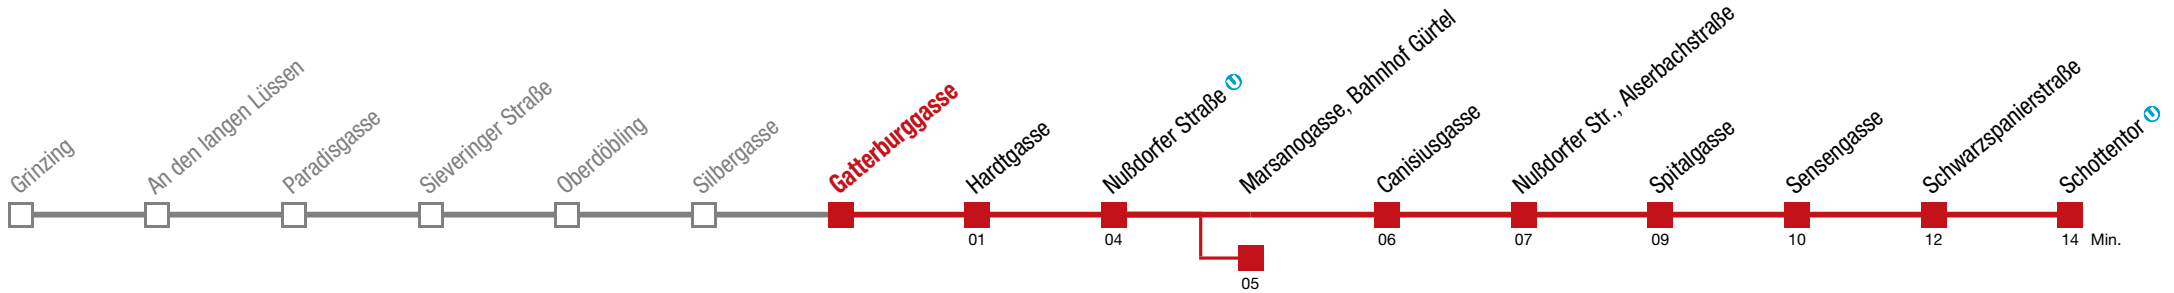 Grinzing
An den langen Lüssen
Paradisgasse
Sieveringer Straße
Oberdöbling
Silbergasse
Gatterburggasse
Hardtgasse
Nußdorfer Straße U
Marsanogasse, Bahnhof Gürtel
Canisiusgasse
Nußdorfer Str., Alserbachstraße
Spitalgasse
Sensengasse
Schwarzspanierstraße
Schottentor U
01
04
06
07
09
10
12
14 Min.
05